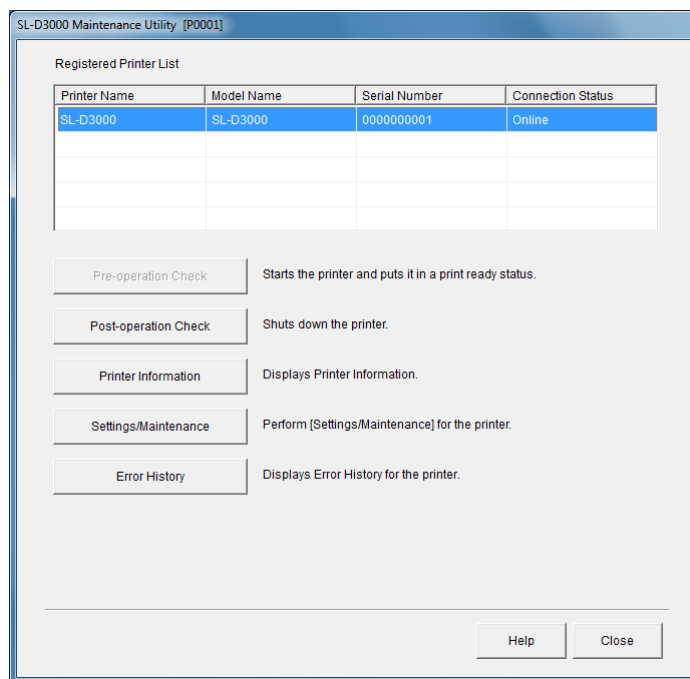 SL-D3000 Maintenance Utility [P0001]
Registered Printer List
Printer Name Model Name Serial Number Connection Status
SL-D3000 SL-D3000 0000000001 Online
Pre-operation Check Starts the printer and puts it in a print ready status.
Post-operation Check Shuts down the printer.
Printer Information Displays Printer Information.
Settings/Maintenance Perform [Settings/Maintenance] for the printer.
Error History Displays Error History for the printer.
Help Close